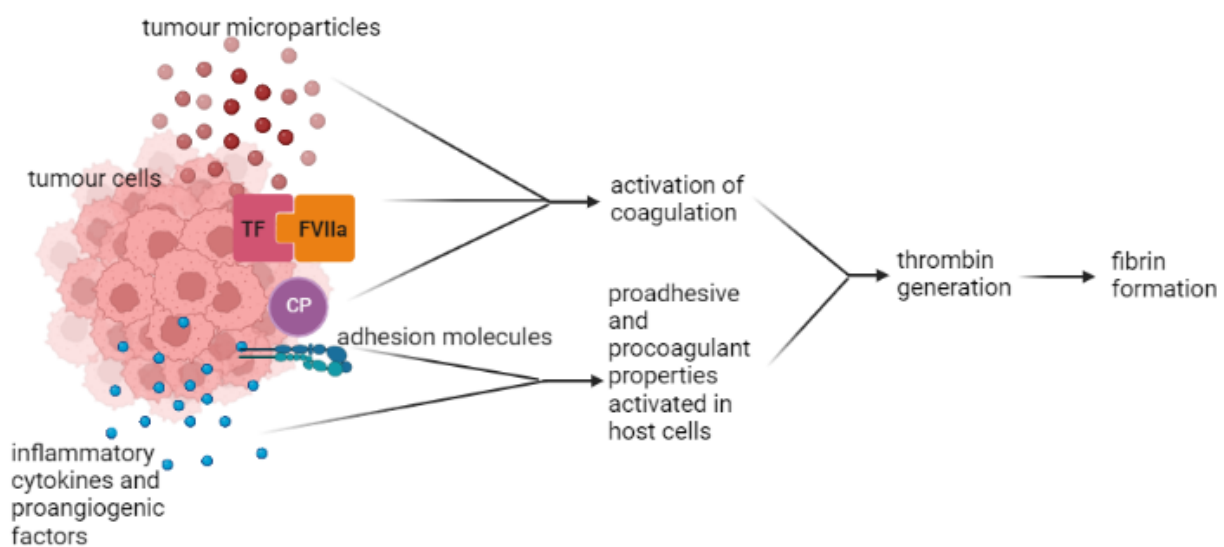 tumour microparticles
tumour cells
TF
FVIIa
CP
adhesion molecules
inflammatory
cytokines and
proangiogenic
factors
activation of
coagulation
proadhesive
and
procoagulant
properties
activated in
host cells
thrombin
generation
fibrin
formation